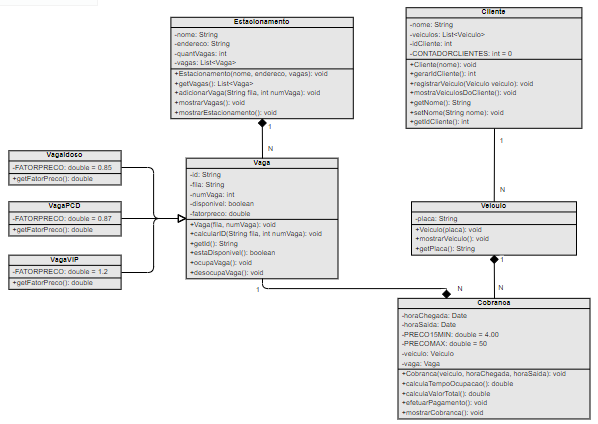 Estacionamento
-nome: String
-endereco: String
-quantVagas: int
-vagas: List<Vaga>
+Estacionamento(nome, endereco, vagas): void
+getVagas(): List<Vaga>
+adicionarVaga(String fila, int numVaga): void
+mostrarVagas(): void
+mostrarEstacionamento(): void
1
N
Cliente
-nome: String
-veiculos: List<Veiculo>
-idCliente: int
-CONTADORCLIENTES: int = 0
+Cliente(nome): void
+gerarIdCliente(): int
+registrarVeiculo(Veiculo veiculo): void
+mostraVeiculosDoCliente(): void
+getNome(): String
+setNome(String nome): void
+getIdCliente(): int
1
N
VagaIdoso
-FATORPRECO: double = 0.85
+getFatorPreco(): double
VagaPCD
-FATORPRECO: double = 0.87
+getFatorPreco(): double
VagaVIP
-FATORPRECO: double = 1.2
+getFatorPreco(): double
Vaga
-id: String
-fila: String
-numVaga: int
-disponivel: boolean
-fatorpreco: double
+Vaga(fila, numVaga): void
+calcularID(String fila, int numVaga): void
+getId(): String
+estaDisponivel(): boolean
+ocupaVaga(): void
+desocupaVaga(): void
1
N
Veiculo
-placa: String
+Veiculo(placa): void
+mostrarVeiculo(): void
+getPlaca(): String
1
N
Cobranca
-horaChegada: Date
-horaSaida: Date
-PRECO15MIN: double = 4.00
-PRECOMAX: double = 50
-veiculo: Veiculo
-vaga: Vaga
+Cobranca(veiculo, horaChegada, horaSaida): void
+calculaTempoOcupacao(): double
+calculaValorTotal(): double
+efetuarPagamento(): void
+mostrarCobranca(): void